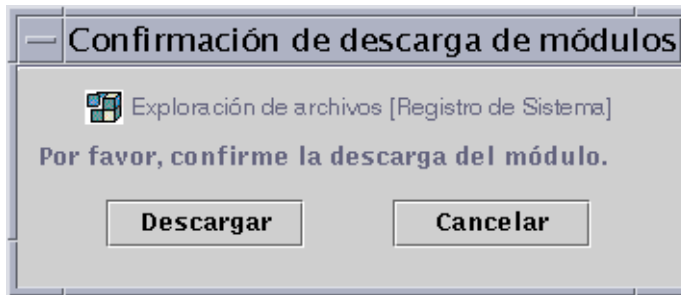 Confirmación de descarga de módulos
Exploración de archivos [Registro de Sistema]
Por favor, confirme la descarga del módulo.
Descargar
Cancelar